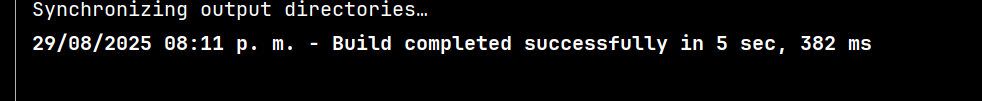 Synchronizing output directories…
29/08/2025 08:11 p. m. - Build completed successfully in 5 sec, 382 ms